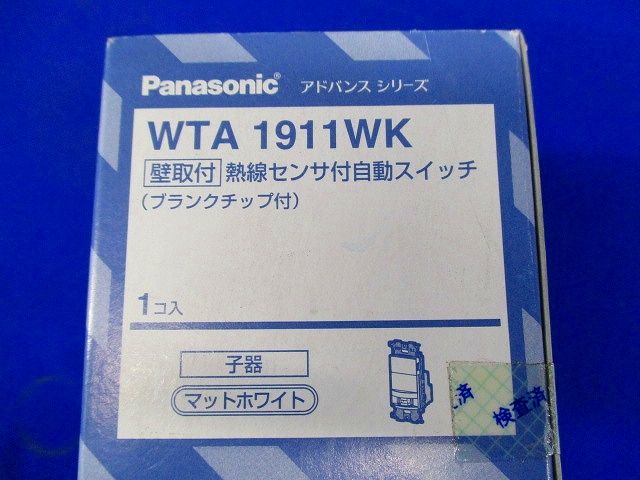 Panasonic® アドバンス シリーズ
WTA 1911WK
壁取付 熱線センサ付自動スイッチ
(ブランクチップ付)
1コ入
子器
マットホワイト
済
検査済